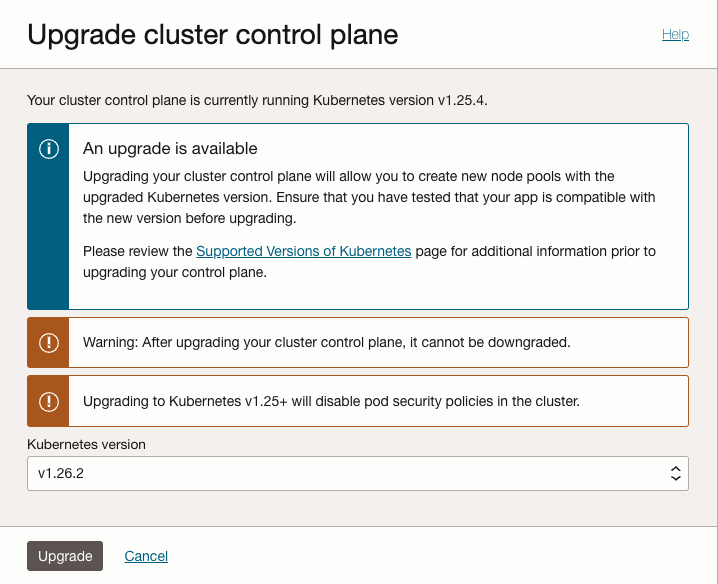 Upgrade cluster control plane
Help
Your cluster control plane is currently running Kubernetes version v1.25.4.
An upgrade is available
Upgrading your cluster control plane will allow you to create new node pools with the
upgraded Kubernetes version. Ensure that you have tested that your app is compatible with
the new version before upgrading.
Please review the Supported Versions of Kubernetes page for additional information prior to
upgrading your control plane.
Warning: After upgrading your cluster control plane, it cannot be downgraded.
Upgrading to Kubernetes v1.25+ will disable pod security policies in the cluster.
Kubernetes version
v1.26.2
Upgrade
Cancel